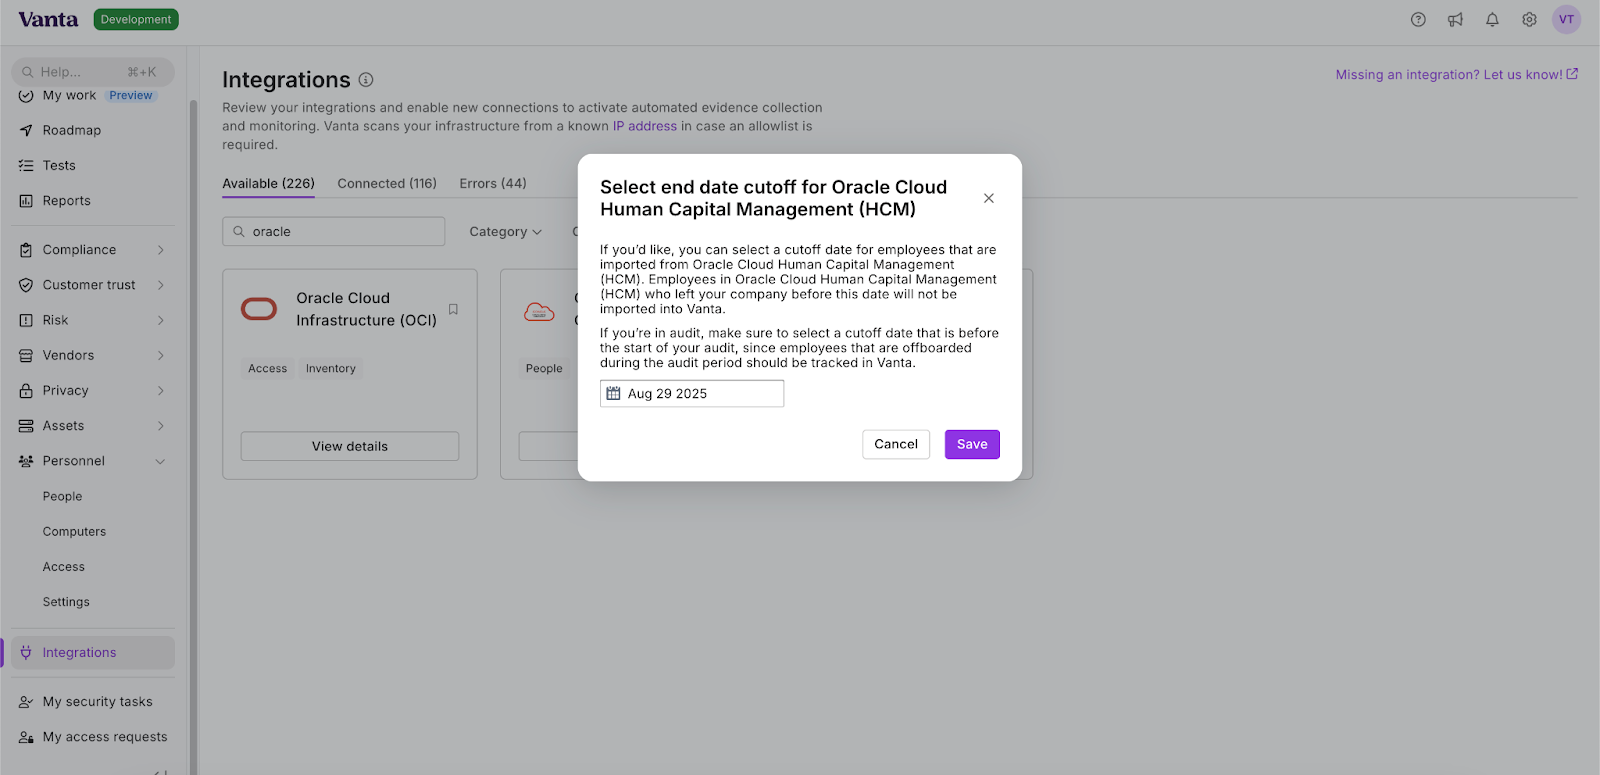 Vanta
Development
VT
Help...
⌘+K
My work
Preview
Roadmap
Tests
Reports
Compliance
Customer trust
Risk
Vendors
Privacy
Assets
Personnel
People
Computers
Access
Settings
Integrations
My security tasks
My access requests
Integrations
Missing an integration? Let us know!
Review your integrations and enable new connections to activate automated evidence collection
and monitoring. Vanta scans your infrastructure from a known IP address in case an allowlist is
required.
Available (226)
Connected (116)
Errors (44)
oracle
Category
Oracle Cloud
Infrastructure (OCI)
Access
Inventory
View details
People
Select end date cutoff for Oracle Cloud
Human Capital Management (HCM)
If you’d like, you can select a cutoff date for employees that are
imported from Oracle Cloud Human Capital Management
(HCM). Employees in Oracle Cloud Human Capital Management
(HCM) who left your company before this date will not be
imported into Vanta.
If you’re in audit, make sure to select a cutoff date that is before
the start of your audit, since employees that are offboarded
during the audit period should be tracked in Vanta.
Aug 29 2025
Cancel
Save